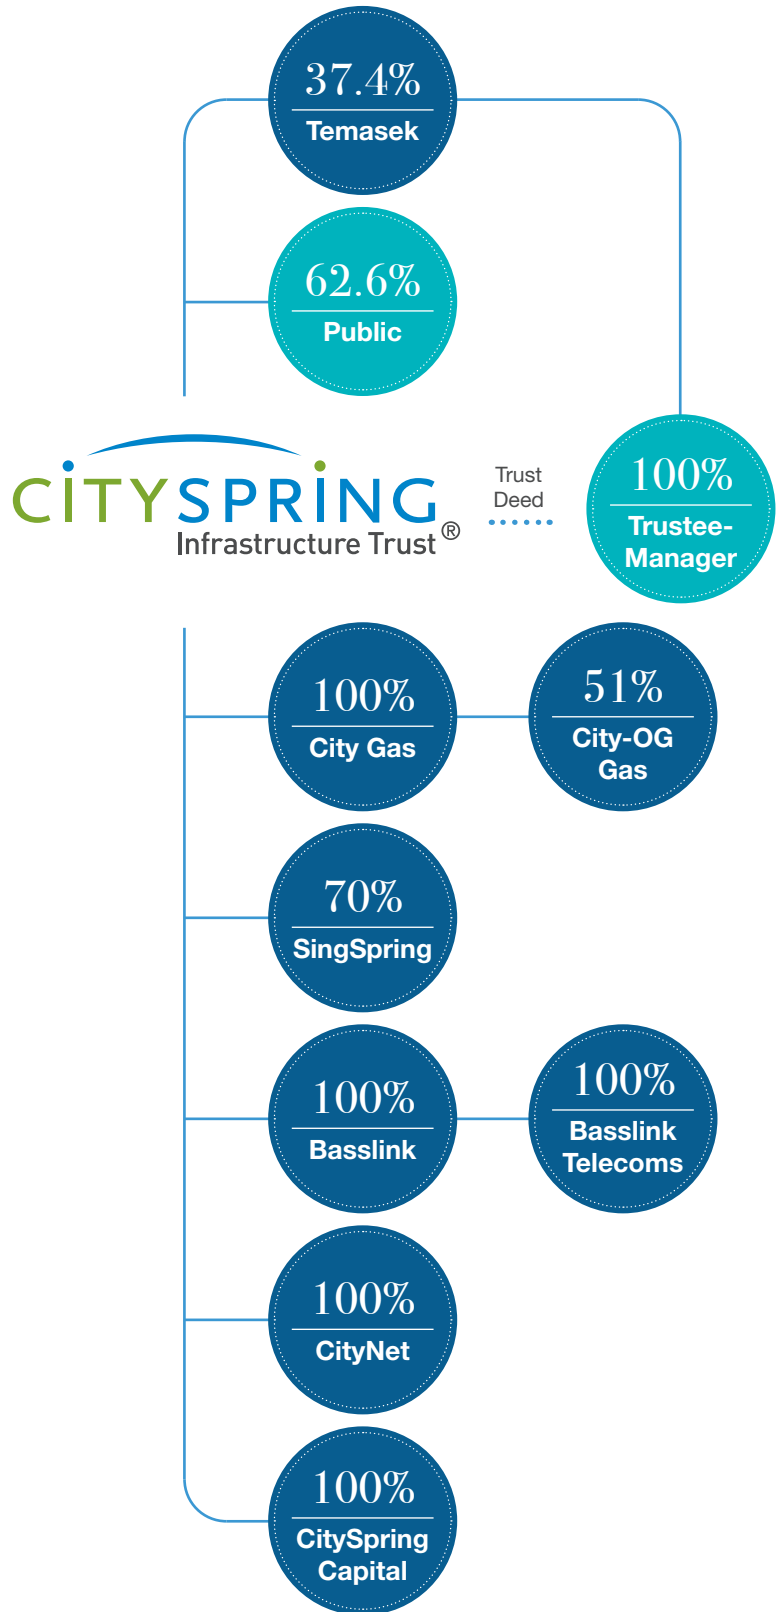 37.4%
Temasek
62.6%
Public
CiTYSPRiNG
Infrastructure Trust®
Trust
Deed
100%
Trustee-
Manager
100%
City Gas
51%
City-OG
Gas
70%
SingSpring
100%
Basslink
100%
Basslink
Telecoms
100%
CityNet
100%
CitySpring
Capital